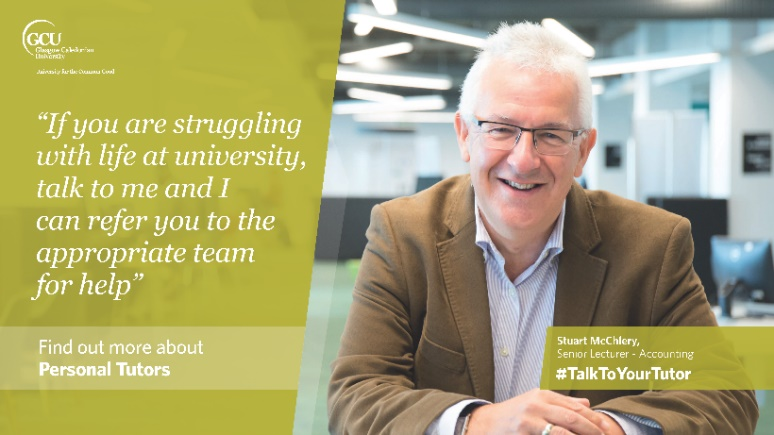 GCU
Glasgow Caledonian
University
University for the Common Good
“If you are struggling
with life at university,
talk to me and I
can refer you to the
appropriate team
for help”
Find out more about
Personal Tutors
Stuart McChlery,
Senior Lecturer - Accounting
#TalkToYourTutor